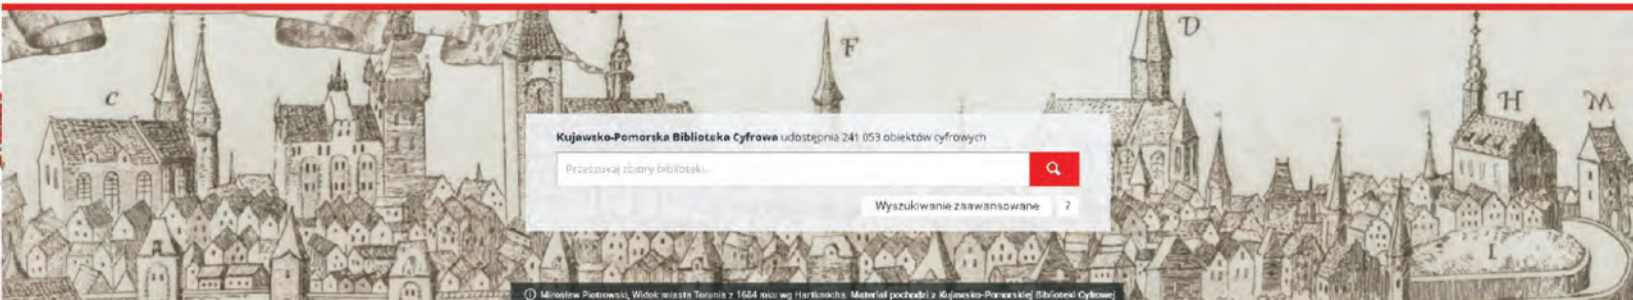 D
F
C
H M
Kujawsko-Pomorska Biblioteka Cyfrowa udostępnia 241 053 obiektów cyfrowych
Przeszukaj zbiory biblioteki...
Wyszukiwanie zaawansowane ?
I
Mirosław Piotrowski, Widok miasta Torunia z 1684 roku wg Hartknocha. Materiał pochodzi z Kujawsko-Pomorskiej Biblioteki Cyfrowej